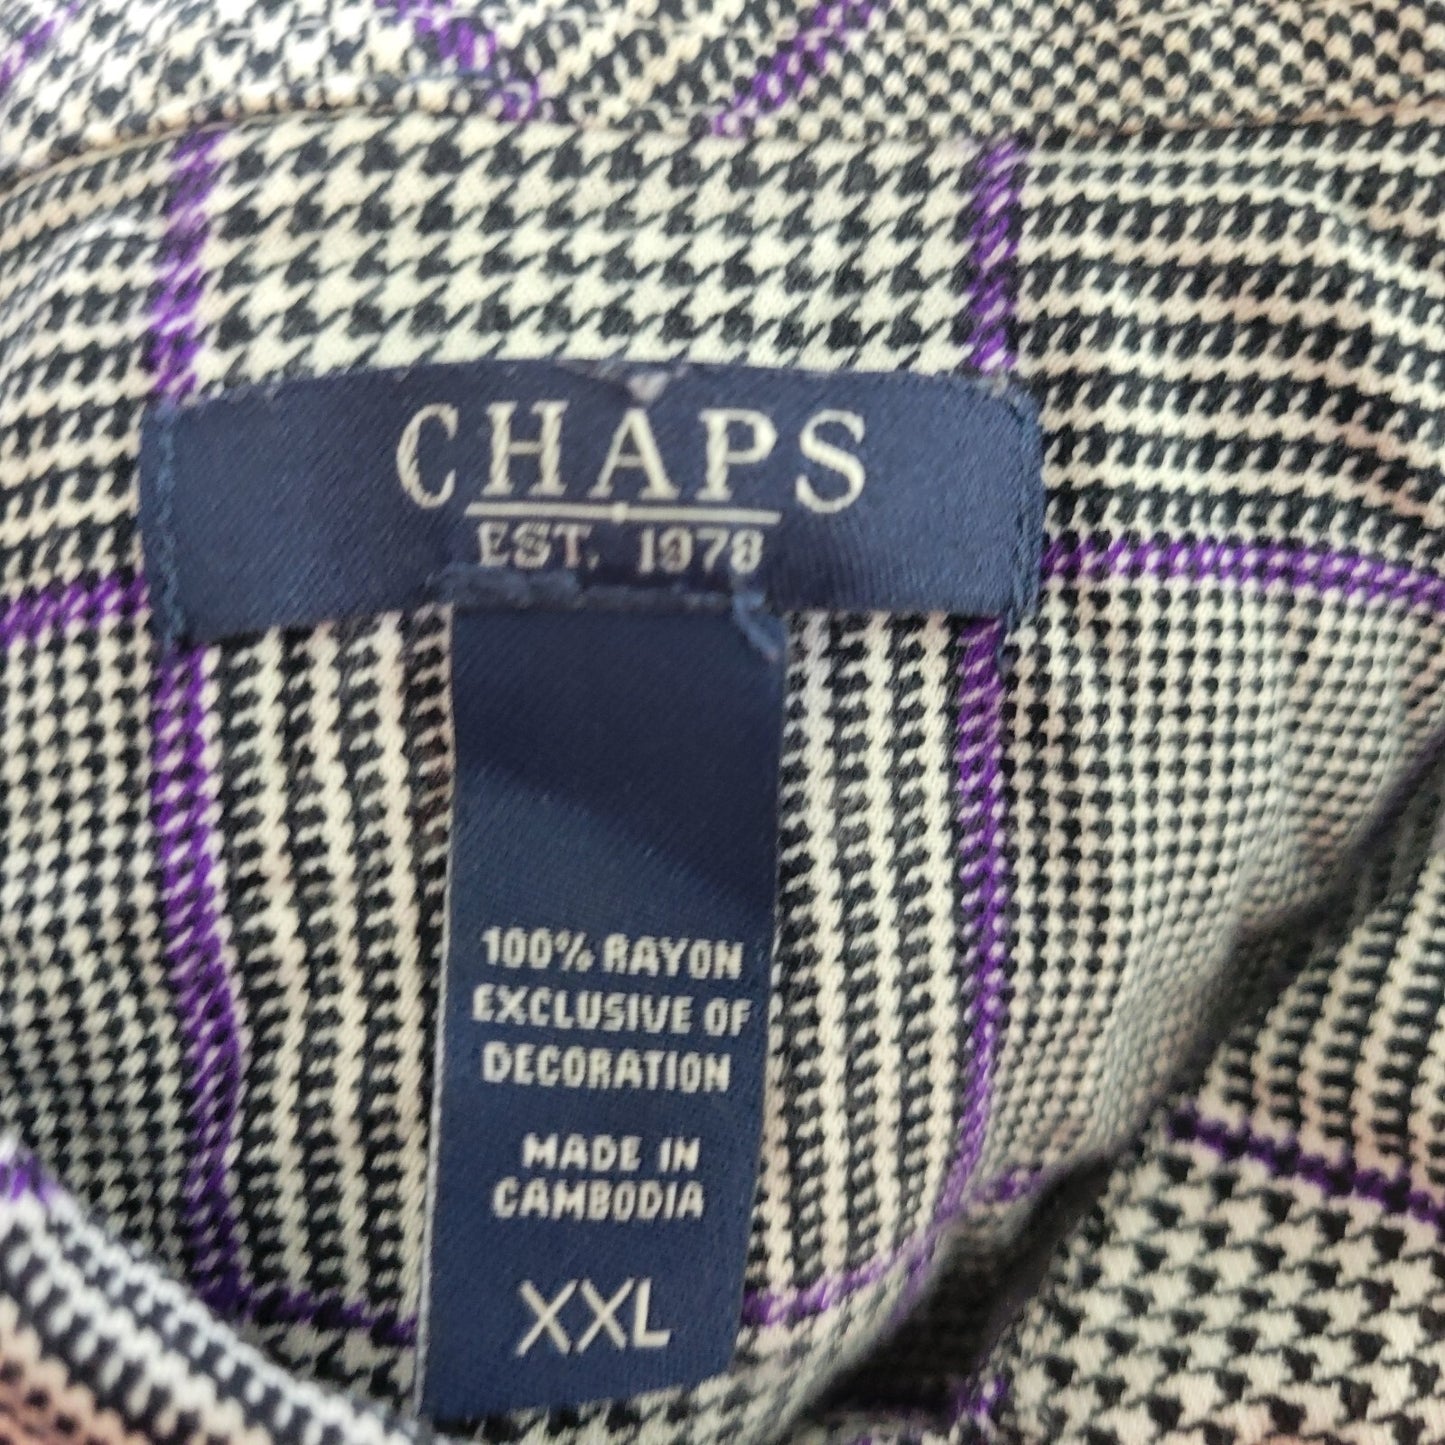 CHAPS
EST. 1978
100% RAYON
EXCLUSIVE OF
DECORATION
MADE IN
CAMBODIA
XXL